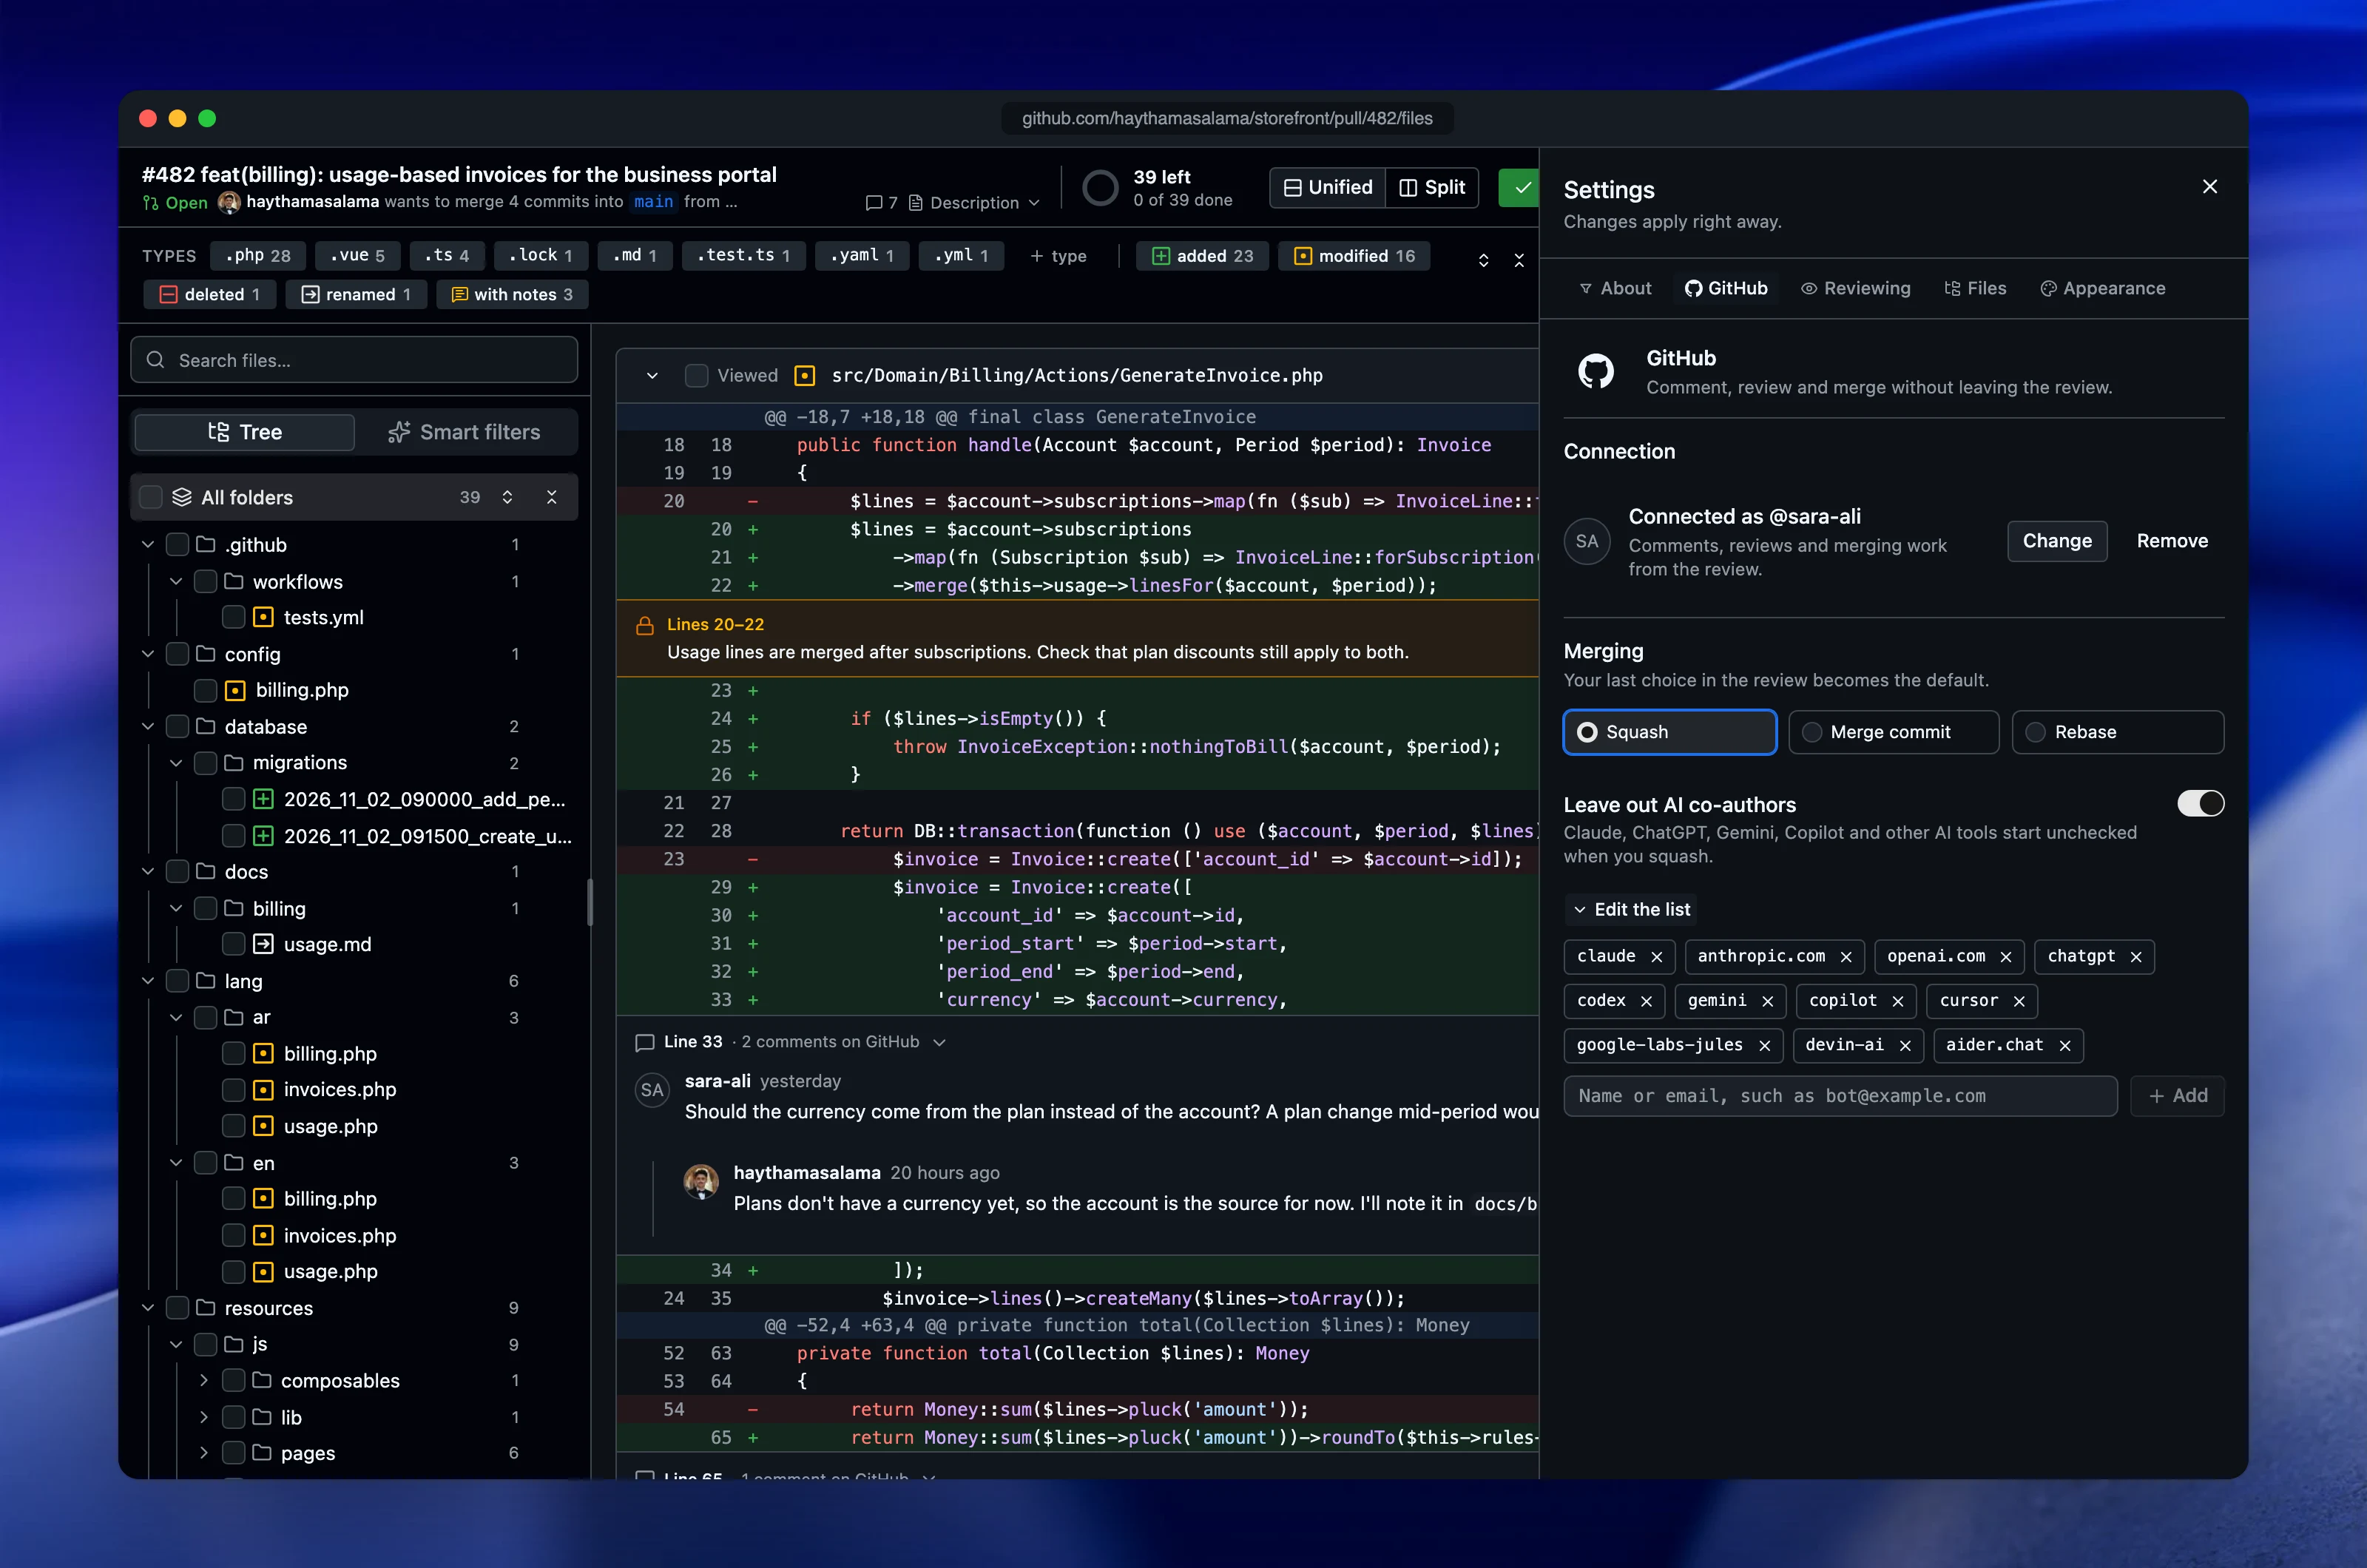 github.com/haythamasalama/storefront/pull/482/files
#482 feat(billing): usage-based invoices for the business portal
Open haythamasalama wants to merge 4 commits into main from ...
7 Description
39 left
0 of 39 done
Unified Split
TYPES .php 28 .vue 5 .ts 4 .lock 1 .md 1 .test.ts 1 .yaml 1 .yml 1 + type added 23 modified 16
deleted 1 renamed 1 with notes 3
Search files...
Tree Smart filters
All folders 39
.github 1
workflows 1
tests.yml
config 1
billing.php
database 2
migrations 2
2026_11_02_090000_add_pe...
2026_11_02_091500_create_u...
docs 1
billing 1
usage.md
lang 6
ar 3
billing.php
invoices.php
usage.php
en 3
billing.php
invoices.php
usage.php
resources 9
js 9
composables 1
lib 1
pages 6
Viewed src/Domain/Billing/Actions/GenerateInvoice.php
@@ -18,7 +18,18 @@ final class GenerateInvoice
18 18 public function handle(Account $account, Period $period): Invoice
19 19 {
20 - $lines = $account->subscriptions->map(fn ($sub) => InvoiceLine::
20 + $lines = $account->subscriptions
21 + ->map(fn (Subscription $sub) => InvoiceLine::forSubscription(
22 + ->merge($this->usage->linesFor($account, $period));
Lines 20–22
Usage lines are merged after subscriptions. Check that plan discounts still apply to both.
23 +
24 + if ($lines->isEmpty()) {
25 + throw InvoiceException::nothingToBill($account, $period);
26 + }
21 27
22 28 return DB::transaction(function () use ($account, $period, $lines)
23 - $invoice = Invoice::create(['account_id' => $account->id]);
29 + $invoice = Invoice::create([
30 + 'account_id' => $account->id,
31 + 'period_start' => $period->start,
32 + 'period_end' => $period->end,
33 + 'currency' => $account->currency,
Line 33 · 2 comments on GitHub
SA sara-ali yesterday
Should the currency come from the plan instead of the account? A plan change mid-period wou
haythamasalama 20 hours ago
Plans don't have a currency yet, so the account is the source for now. I'll note it in docs/b
34 + ]);
24 35 $invoice->lines()->createMany($lines->toArray());
@@ -52,4 +63,4 @@ private function total(Collection $lines): Money
52 63 private function total(Collection $lines): Money
53 64 {
54 - return Money::sum($lines->pluck('amount'));
65 + return Money::sum($lines->pluck('amount'))->roundTo($this->rules-
Line 65 · 1 comment on GitHub
Settings
Changes apply right away.
About GitHub Reviewing Files Appearance
GitHub
Comment, review and merge without leaving the review.
Connection
SA
Connected as @sara-ali
Comments, reviews and merging work
from the review.
Change Remove
Merging
Your last choice in the review becomes the default.
Squash Merge commit Rebase
Leave out AI co-authors
Claude, ChatGPT, Gemini, Copilot and other AI tools start unchecked
when you squash.
Edit the list
claude × anthropic.com × openai.com × chatgpt ×
codex × gemini × copilot × cursor ×
google-labs-jules × devin-ai × aider.chat ×
Name or email, such as bot@example.com + Add